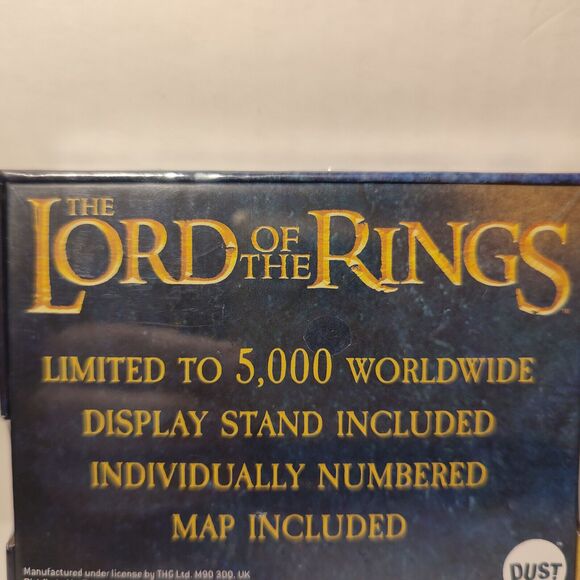 THE LORD OF THE RINGS
LIMITED TO 5,000 WORLDWIDE
DISPLAY STAND INCLUDED
INDIVIDUALLY NUMBERED
MAP INCLUDED
Manufactured under license by THG Ltd. M90 300, UK
DUST